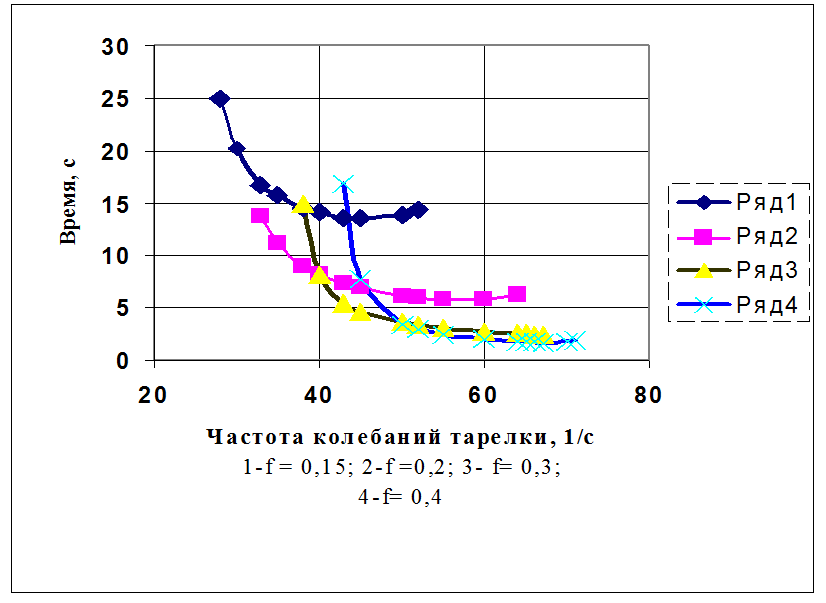 30
25
20
15
10
5
0
Время, с
20 40 60 80
Частота колебаний тарелки, 1/с
1-f = 0,15; 2-f =0,2; 3- f= 0,3;
4-f= 0,4
Ряд1
Ряд2
Ряд3
Ряд4